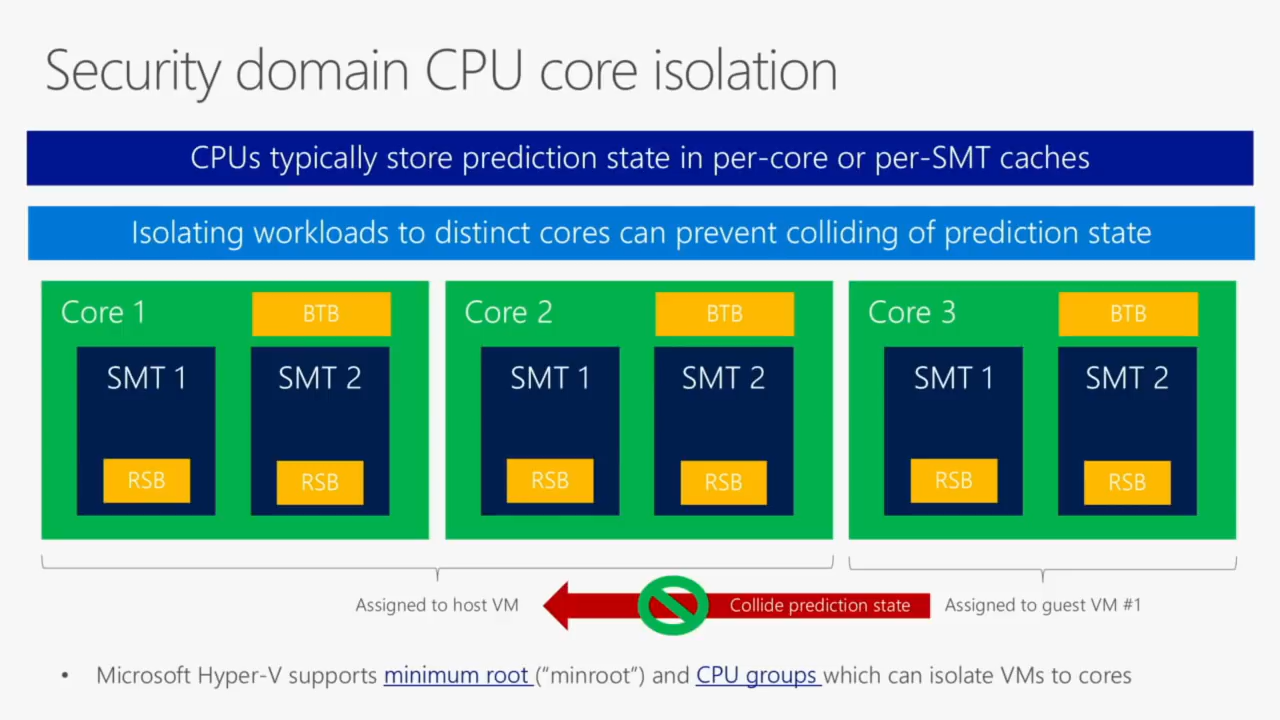 Security domain CPU core isolation
CPUs typically store prediction state in per-core or per-SMT caches
Isolating workloads to distinct cores can prevent colliding of prediction state
Core 1
BTB
SMT 1
SMT 2
RSB
RSB
Core 2
BTB
SMT 1
SMT 2
RSB
RSB
Core 3
BTB
SMT 1
SMT 2
RSB
RSB
Assigned to host VM
Collide prediction state
Assigned to guest VM #1
• Microsoft Hyper-V supports minimum root (“minroot”) and CPU groups which can isolate VMs to cores